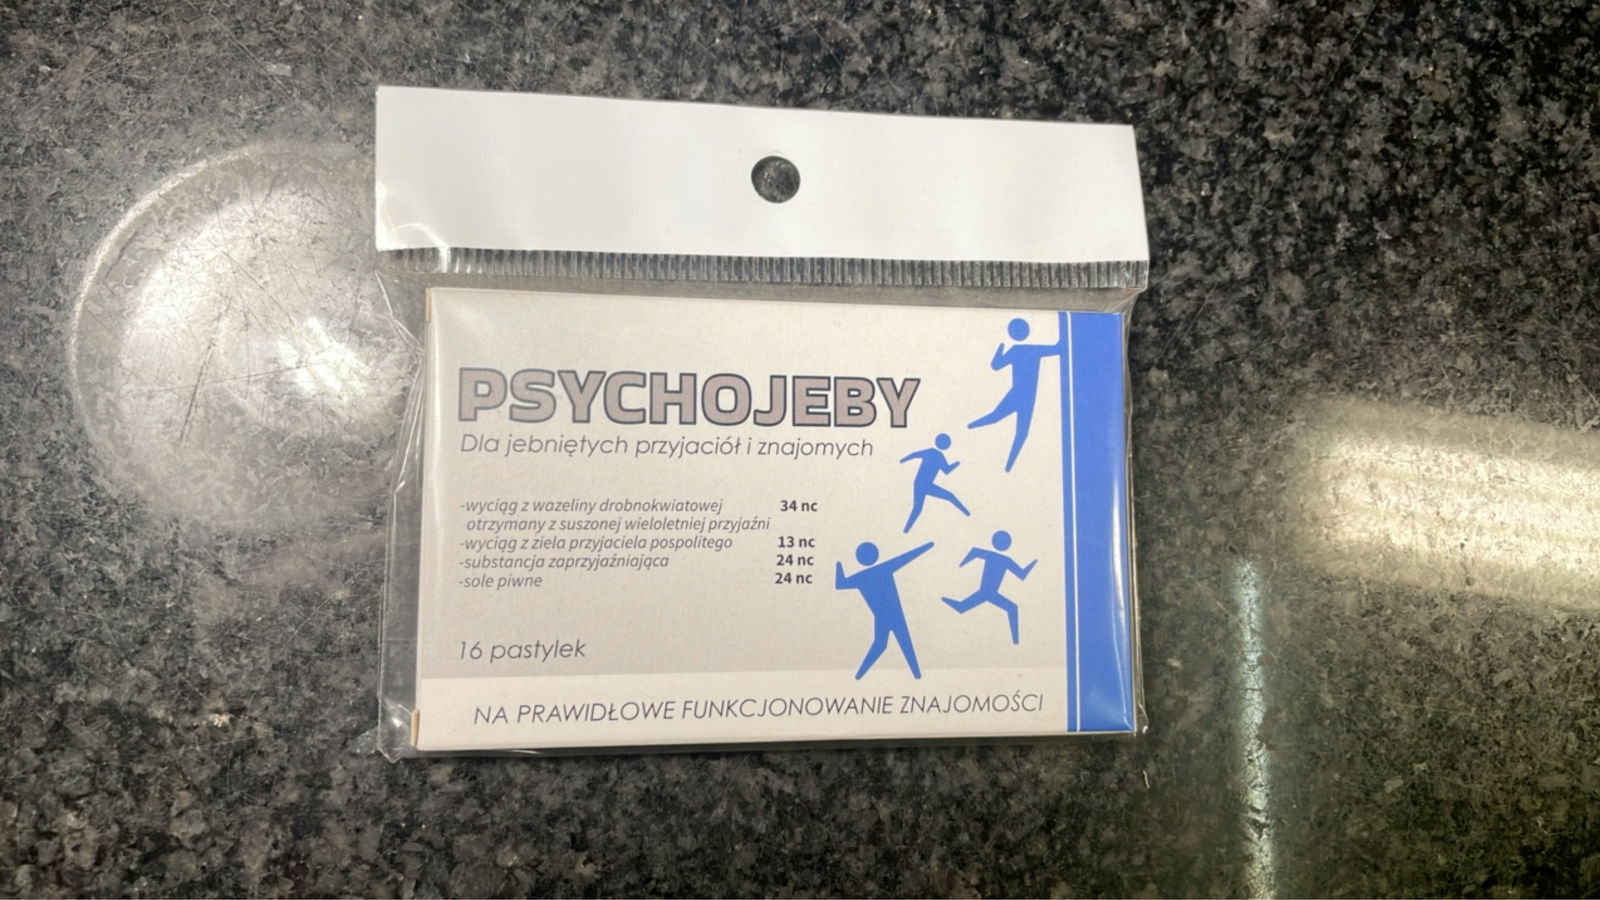 PSYCHOJEBY
Dla jebniętych przyjaciół i znajomych
-wyciąg z wazeliny drobnokwiatowej 34 nc
otrzymany z suszonej wieloletniej przyjaźni
-wyciąg z ziela przyjaciela pospolitego 13 nc
-substancja zaprzyjaźniająca 24 nc
-sole piwne 24 nc
16 pastylek
NA PRAWIDŁOWE FUNKCJONOWANIE ZNAJOMOŚCI